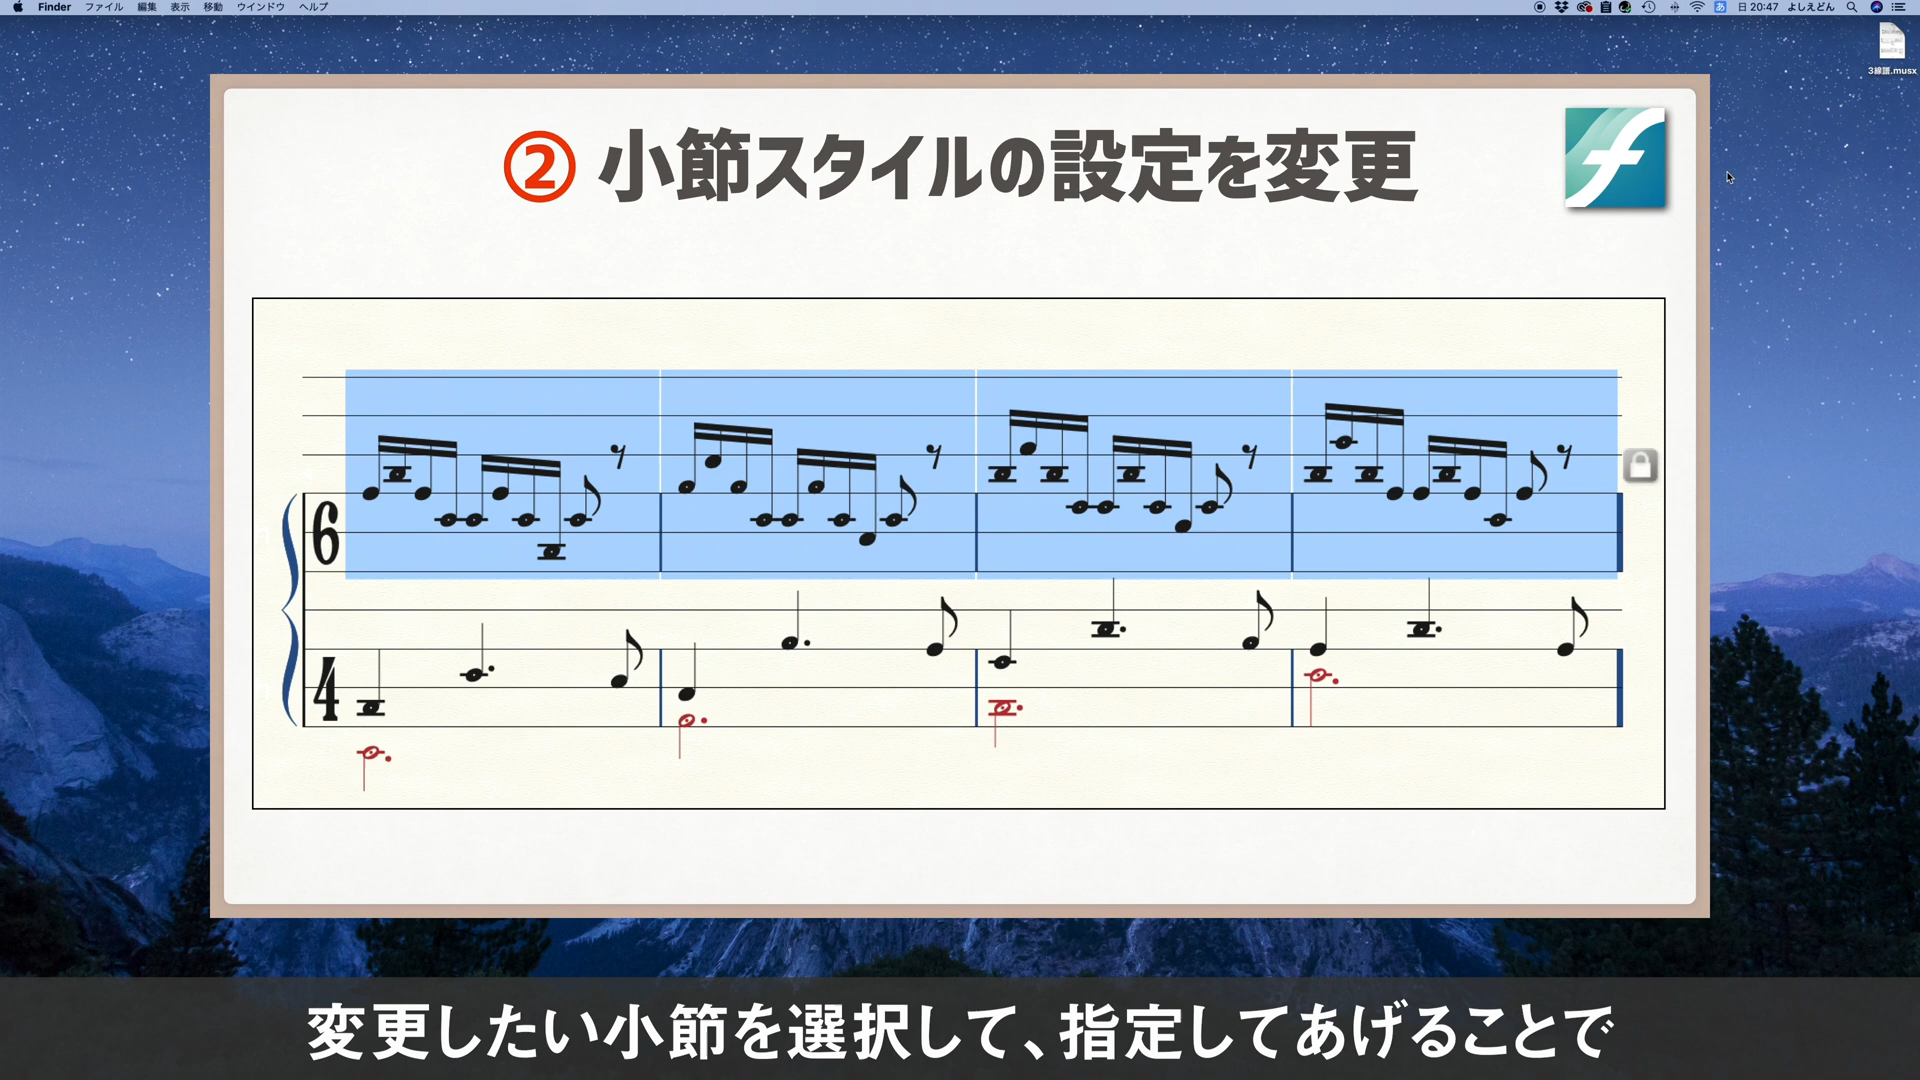 Finder ファイル 編集 表示 移動 ウインドウ ヘルプ
あ 日 20:47 よしえどん
3線譜.musx
② 小節スタイルの設定を変更
6
4
変更したい小節を選択して、指定してあげることで